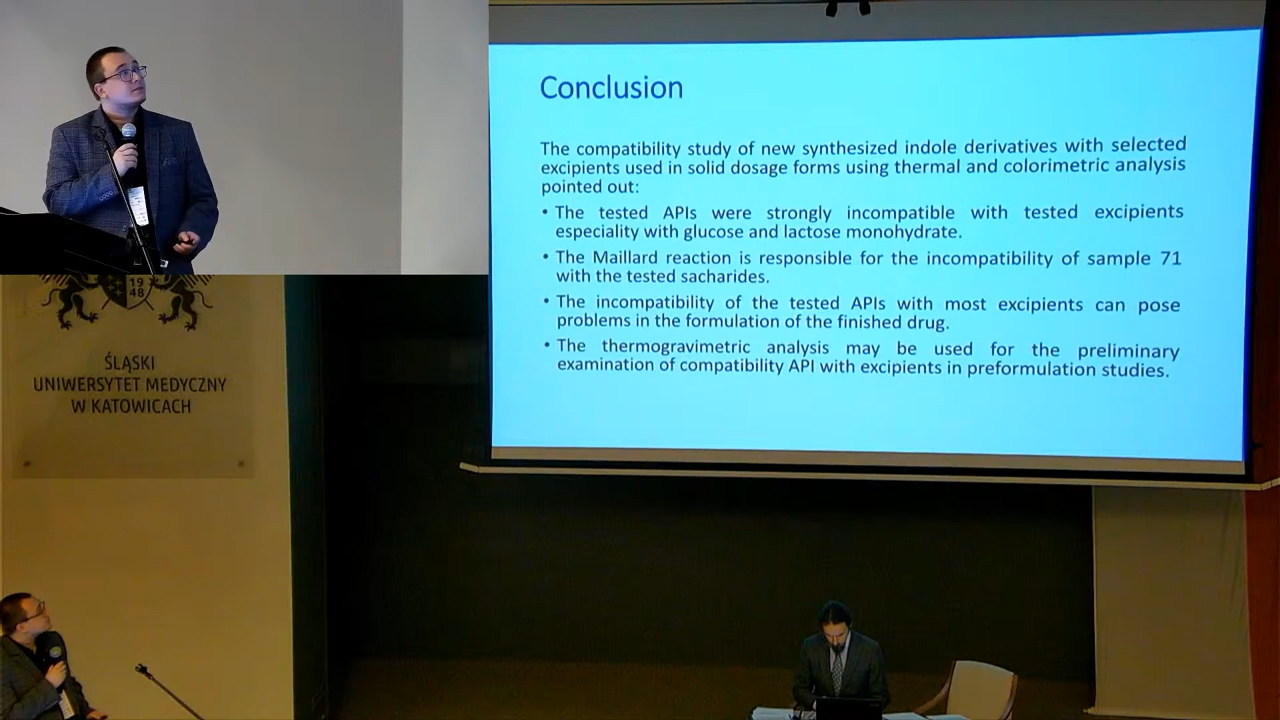 Conclusion
The compatibility study of new synthesized indole derivatives with selected
excipients used in solid dosage forms using thermal and colorimetric analysis
pointed out:
• The tested APIs were strongly incompatible with tested excipients
especiality with glucose and lactose monohydrate.
• The Maillard reaction is responsible for the incompatibility of sample 71
with the tested sacharides.
• The incompatibility of the tested APIs with most excipients can pose
problems in the formulation of the finished drug.
• The thermogravimetric analysis may be used for the preliminary
examination of compatibility API with excipients in preformulation studies.
19
48
ŚLĄSKI
UNIWERSYTET MEDYCZNY
W KATOWICACH